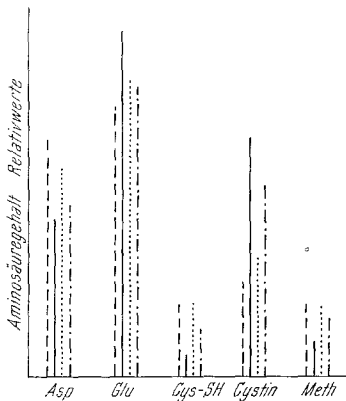 Aminosäuregehalt Relativwerte
Asp Glu Cys-SH Cystin Meth